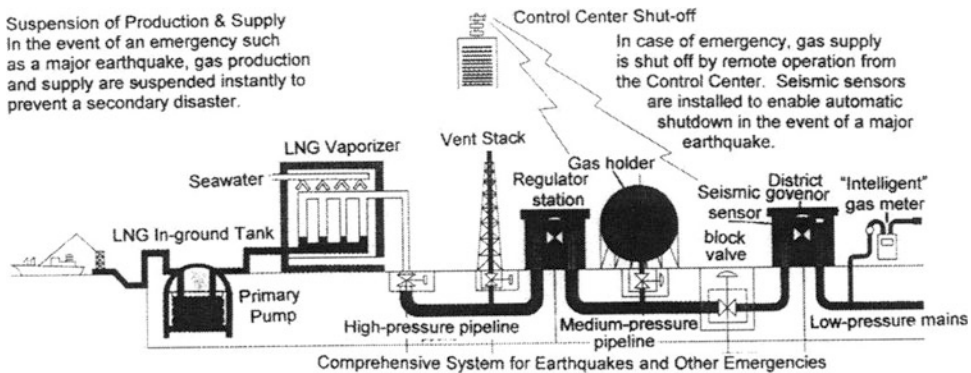 Suspension of Production & Supply
In the event of an emergency such
as a major earthquake, gas production
and supply are suspended instantly to
prevent a secondary disaster.
Control Center Shut-off
In case of emergency, gas supply
is shut off by remote operation from
the Control Center. Seismic sensors
are installed to enable automatic
shutdown in the event of a major
earthquake.
LNG Vaporizer
Seawater
LNG In-ground Tank
Primary
Pump
Vent Stack
Regulator
station
Gas holder
Seismic
sensor
District
govenor
"Intelligent"
gas meter
block
valve
High-pressure pipeline
Medium-pressure
pipeline
Low-pressure mains
Comprehensive System for Earthquakes and Other Emergencies